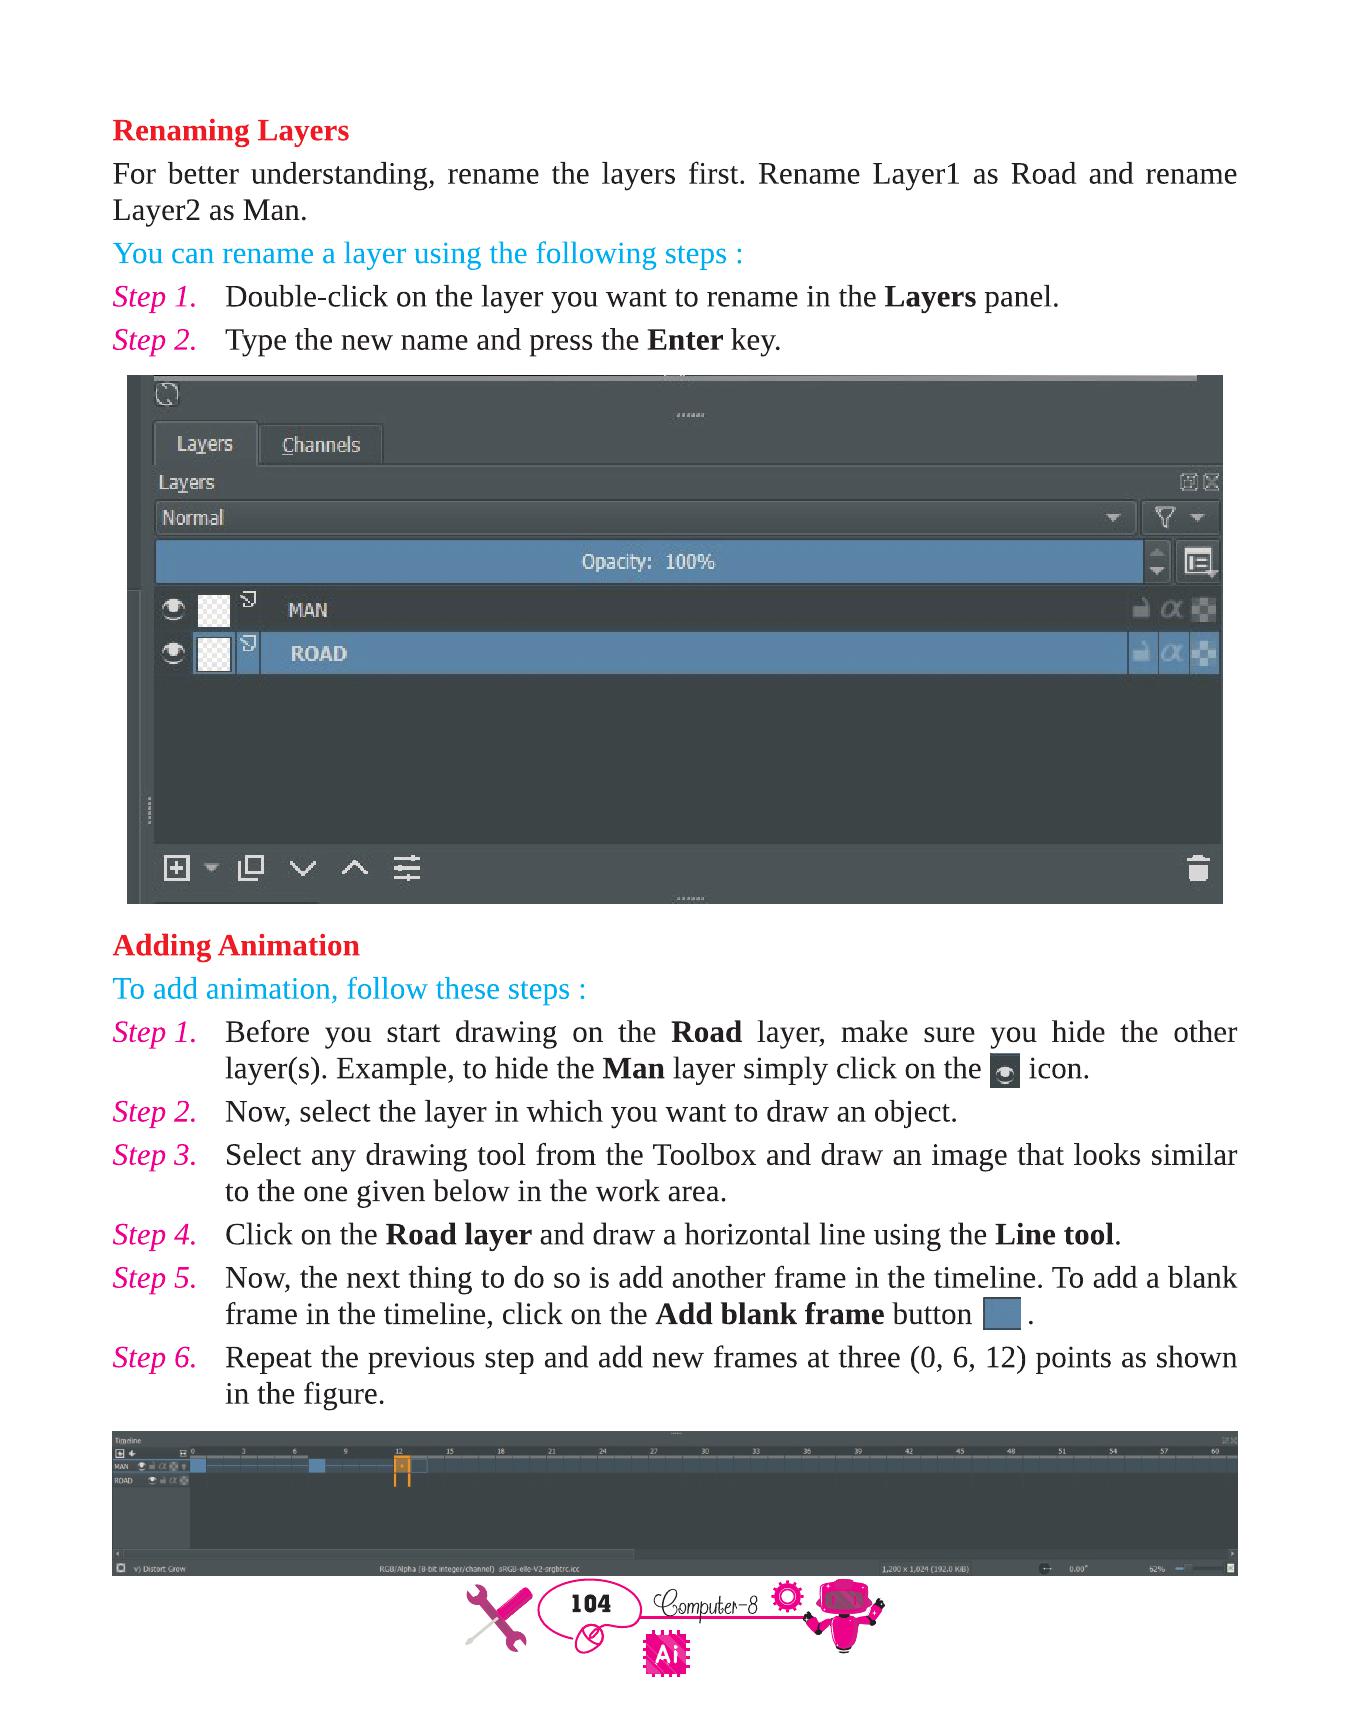 Renaming Layers
For better understanding, rename the layers first. Rename Layer1 as Road and rename
Layer2 as Man.
You can rename a layer using the following steps :
Step 1. Double-click on the layer you want to rename in the Layers panel.
Step 2. Type the new name and press the Enter key.
Layers Channels
Layers
Normal
Opacity: 100%
MAN
ROAD
Adding Animation
To add animation, follow these steps :
Step 1. Before you start drawing on the Road layer, make sure you hide the other
layer(s). Example, to hide the Man layer simply click on the icon.
Step 2. Now, select the layer in which you want to draw an object.
Step 3. Select any drawing tool from the Toolbox and draw an image that looks similar
to the one given below in the work area.
Step 4. Click on the Road layer and draw a horizontal line using the Line tool.
Step 5. Now, the next thing to do so is add another frame in the timeline. To add a blank
frame in the timeline, click on the Add blank frame button .
Step 6. Repeat the previous step and add new frames at three (0, 6, 12) points as shown
in the figure.
Timeline
0 3 6 9 12 15 18 21 24 27 30 33 36 39 42 45 48 51 54 57 60
MAN
ROAD
v) Distort Grow RGB/Alpha (8-bit integer/channel) sRGB-elle-V2-srgbtrc.icc 1,200 x 1,024 (192.0 KiB) 0.00° 62%
104 Computer-8
Ai